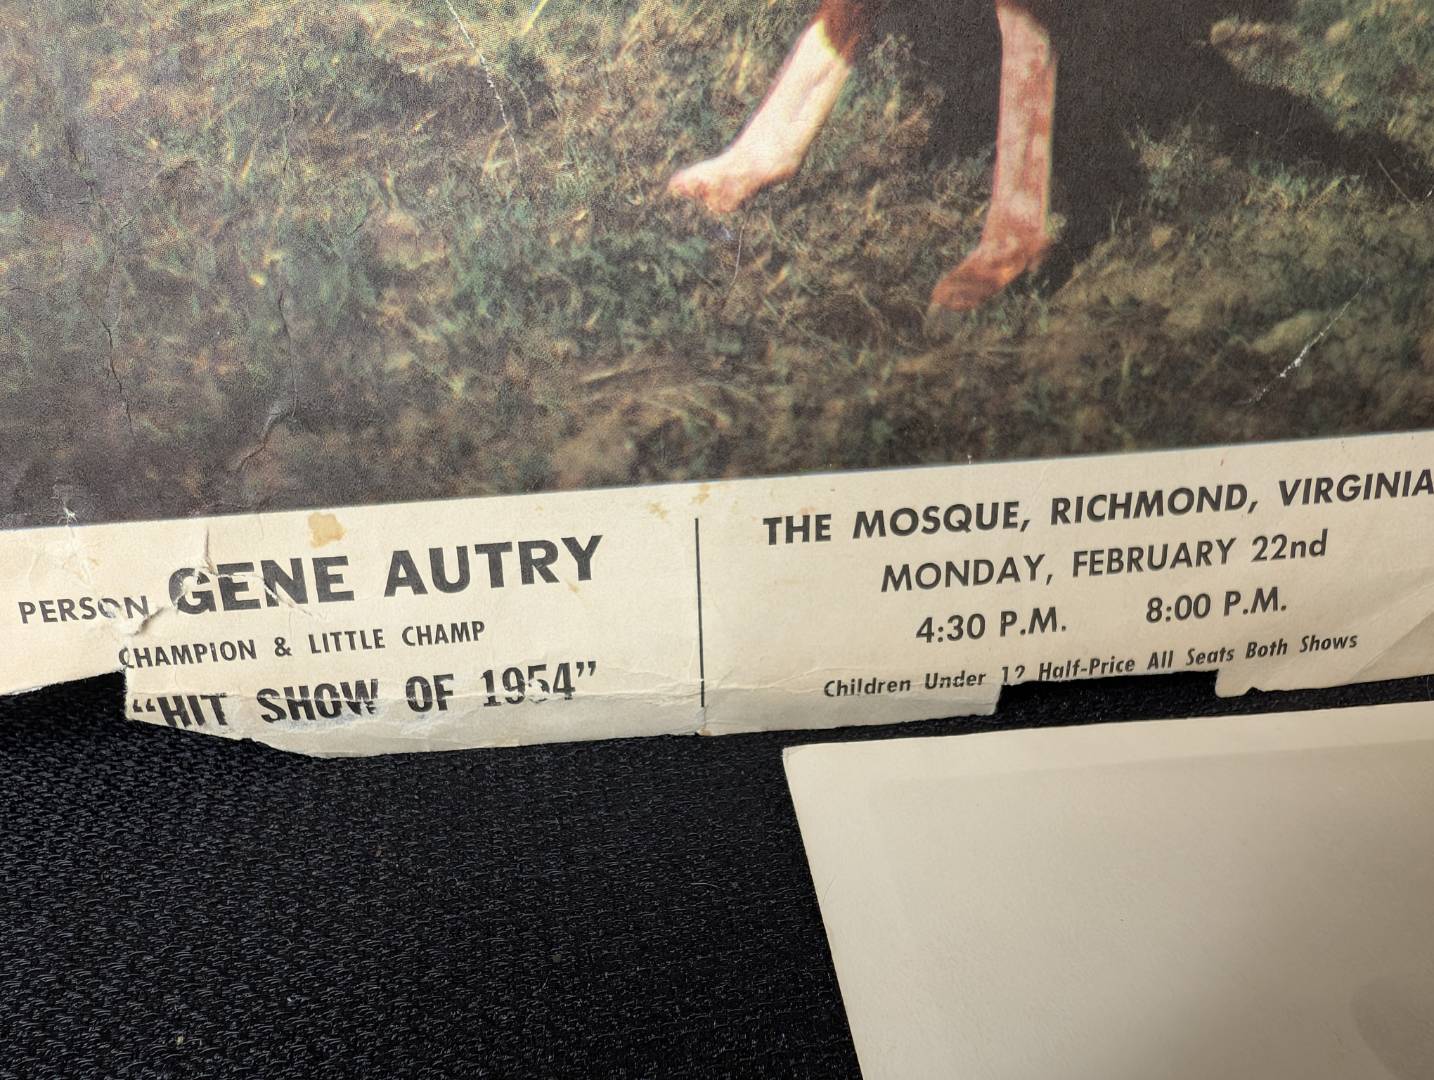 PERSON GENE AUTRY
CHAMPION & LITTLE CHAMP
“HIT SHOW OF 1954”
THE MOSQUE, RICHMOND, VIRGINIA
MONDAY, FEBRUARY 22nd
4:30 P.M. 8:00 P.M.
Children Under 12 Half-Price All Seats Both Shows